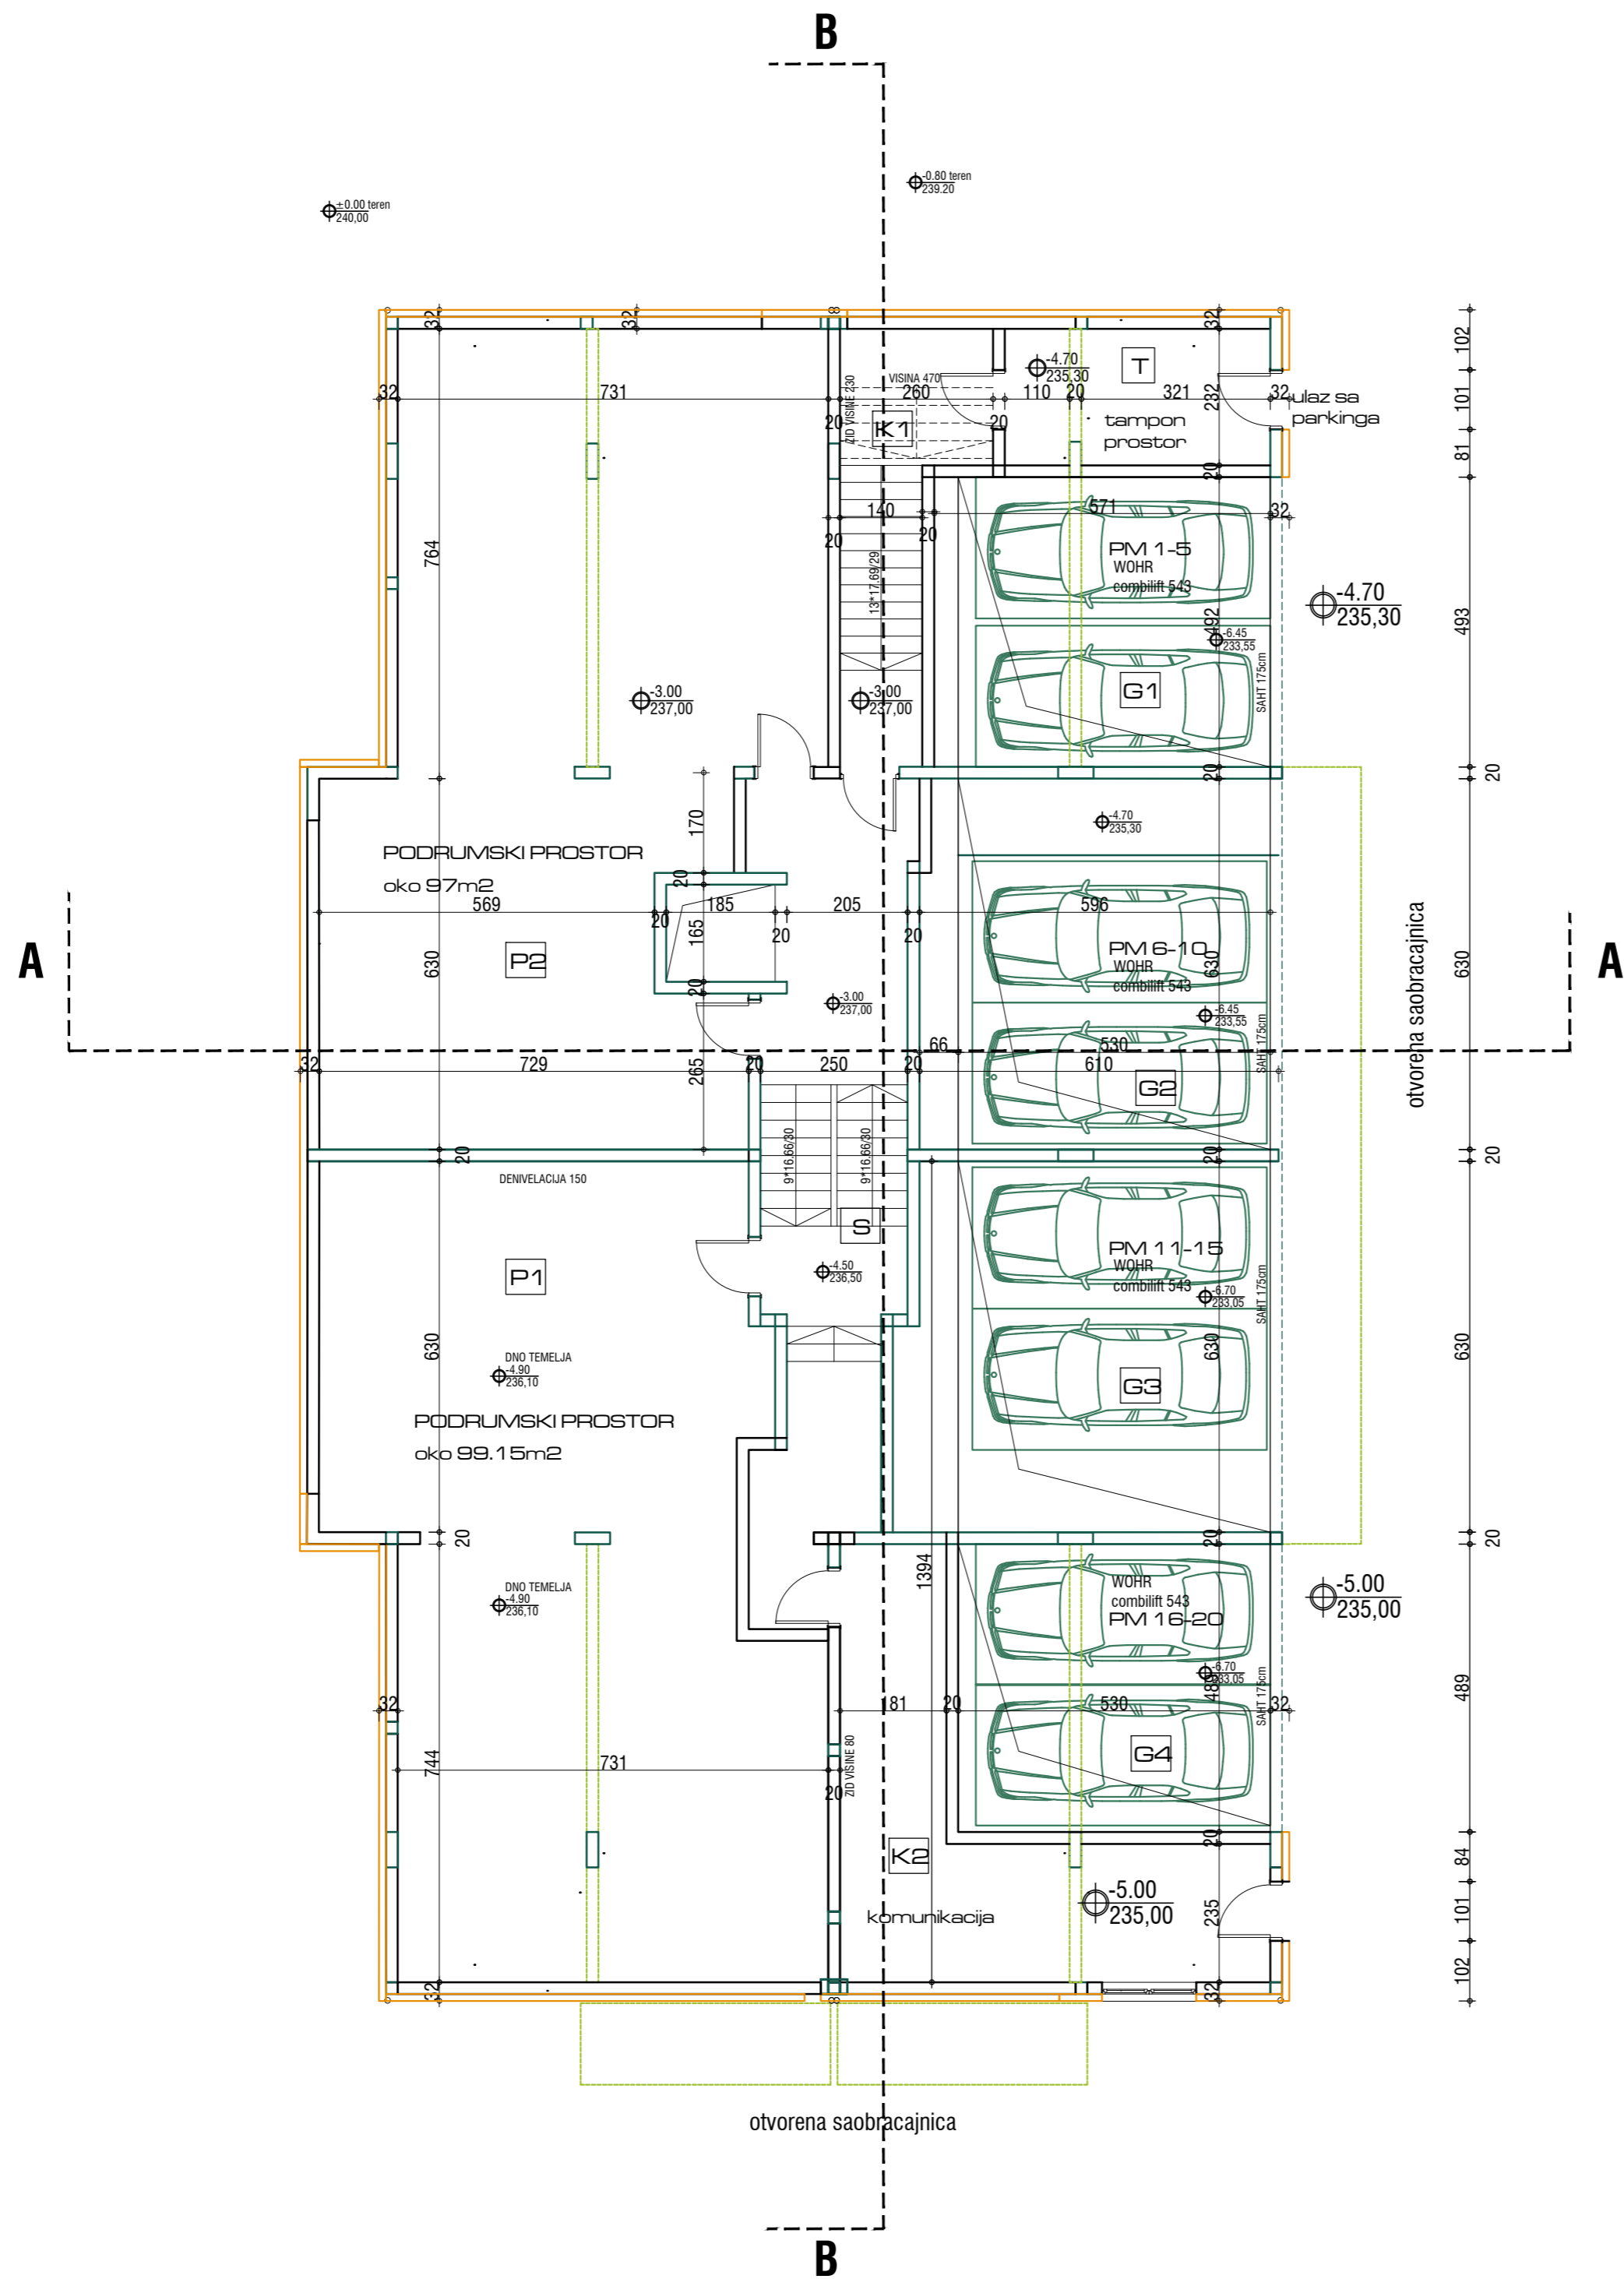 B
-0.80 teren
239.20
±0.00 teren
240,00
32
32
32
102
-4.70
235,30
T
VISINA 470
ZID VISINE 230
32
731
260
110
20
321
232
32
ulaz sa
parkinga
101
20
K1
20
tampon
prostor
81
20
140
571
32
20
20
764
13*17.69/29
PM 1-5
WOHR
combilift 543
-4.70
235,30
492
493
-6.45
233,55
SAHT 175cm
G1
-3.00
237,00
-3.00
237,00
20
20
170
-4.70
235,30
PODRUMSKI PROSTOR
oko 97m2
20
569
185
205
596
20
165
20
20
A
P2
630
PM 6-10
WOHR
combilift 543
630
630
otvorena saobracajnica
A
20
-3.00
237,00
-6.45
233,55
SAHT 175cm
66
530
32
729
265
20
250
20
610
G2
9*16.66/30
9*16.66/30
20
20
20
DENIVELACIJA 150
S
PM 11-15
WOHR
combilift 543
P1
-4.50
236,50
-6.70
233,05
SAHT 175cm
630
630
630
DNO TEMELJA
-4.90
236,10
G3
PODRUMSKI PROSTOR
oko 99.15m2
20
20
20
1394
DNO TEMELJA
-4.90
236,10
WOHR
combilift 543
PM 16-20
-5.00
235,00
-6.70
233,05
SAHT 175cm
489
32
181
20
530
32
744
731
ZID VISINE 80
20
G4
20
K2
84
-5.00
235,00
komunikacija
235
101
32
32
102
otvorena saobracajnica
B